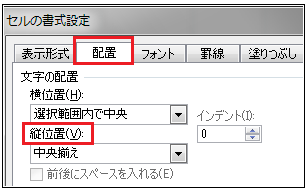 セルの書式設定
表示形式 配置 フォント 罫線 塗りつぶし
文字の配置
横位置(H):
選択範囲内で中央 インデント(I):
縦位置(V): 0
中央揃え
前後にスペースを入れる(E)